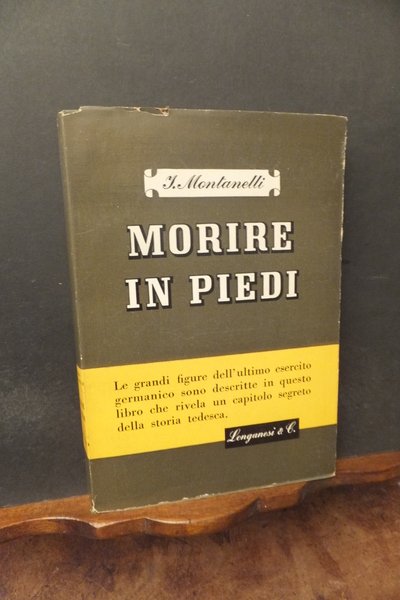 I. Montanelli
MORIRE
IN PIEDI
Le grandi figure dell'ultimo esercito
germanico sono descritte in questo
libro che rivela un capitolo segreto
della storia tedesca.
Longanesi & C.